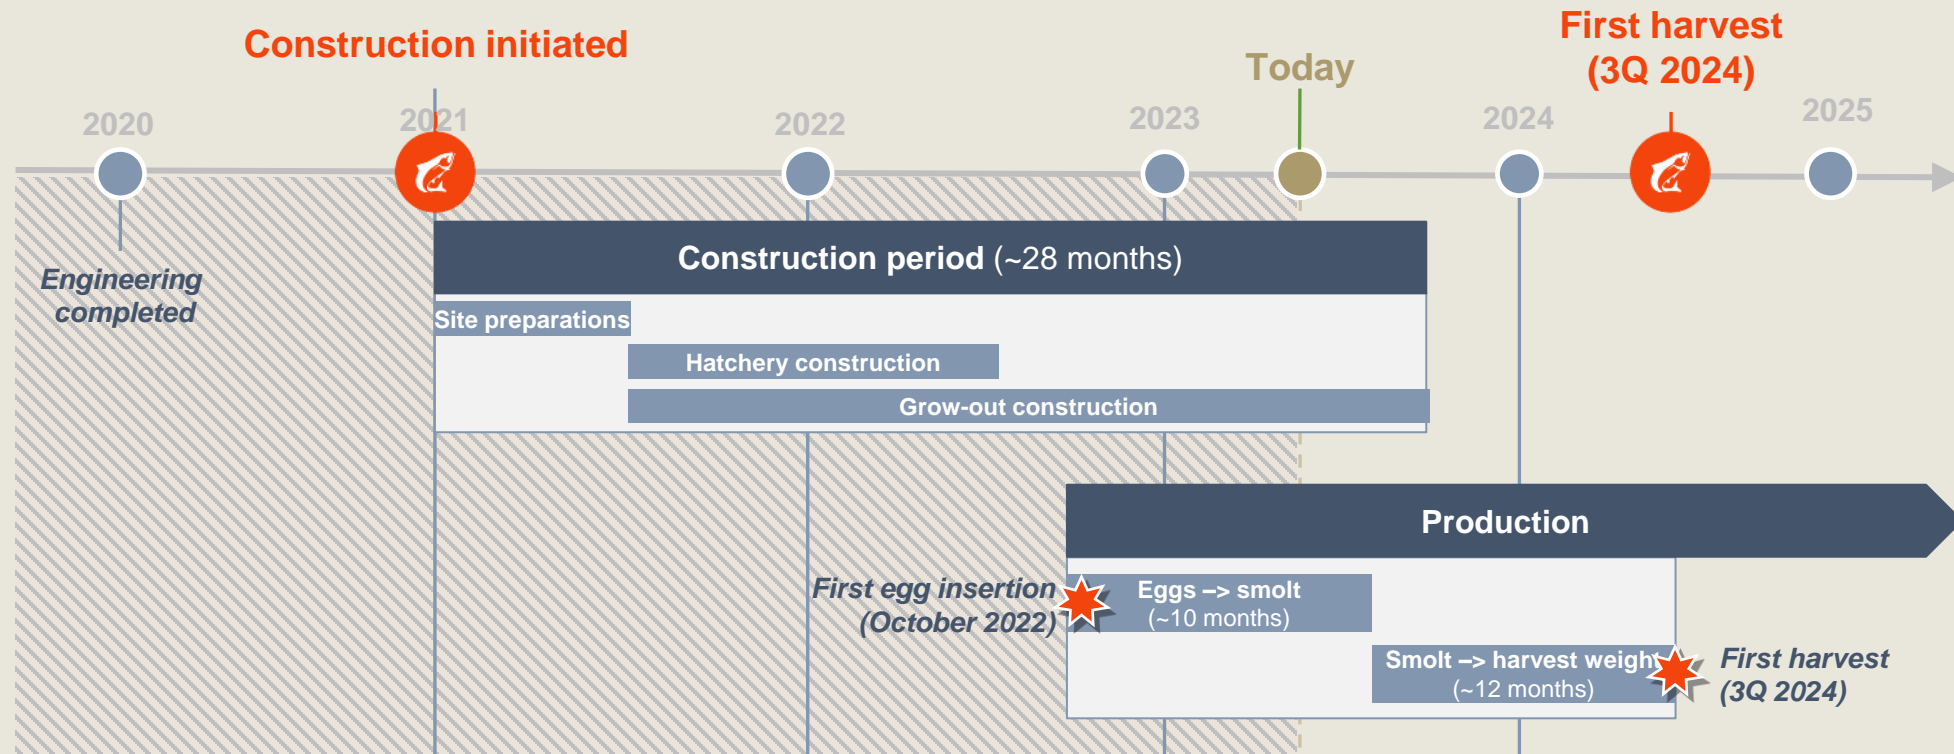 Construction initiated
First harvest
(3Q 2024)
Today
2020
2021
2022
2023
2024
2025
Engineering
completed
Construction period (~28 months)
Site preparations
Hatchery construction
Grow-out construction
Production
First egg insertion
(October 2022)
Eggs –> smolt
(~10 months)
Smolt –> harvest weight
(~12 months)
First harvest
(3Q 2024)